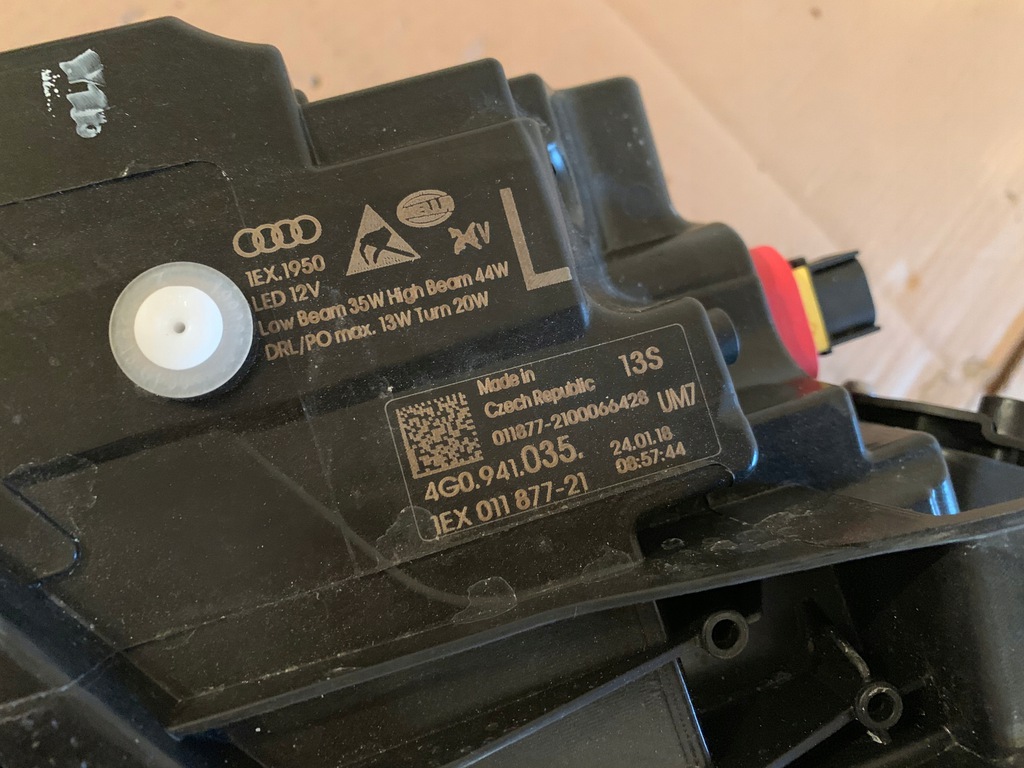 HELLA
1EX.1950
LED 12V
Low Beam 35W High Beam 44W
DRL/PO max. 13W Turn 20W
L
Made in
Czech Republic
13S
011877-2100066428
UM7
4G0.941.035.
24.01.18
08:57:44
1EX 011 877-21